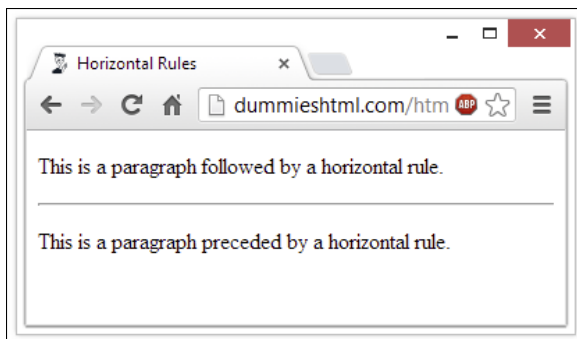 Horizontal Rules
dummieshtml.com/htm ABP
This is a paragraph followed by a horizontal rule.
This is a paragraph preceded by a horizontal rule.